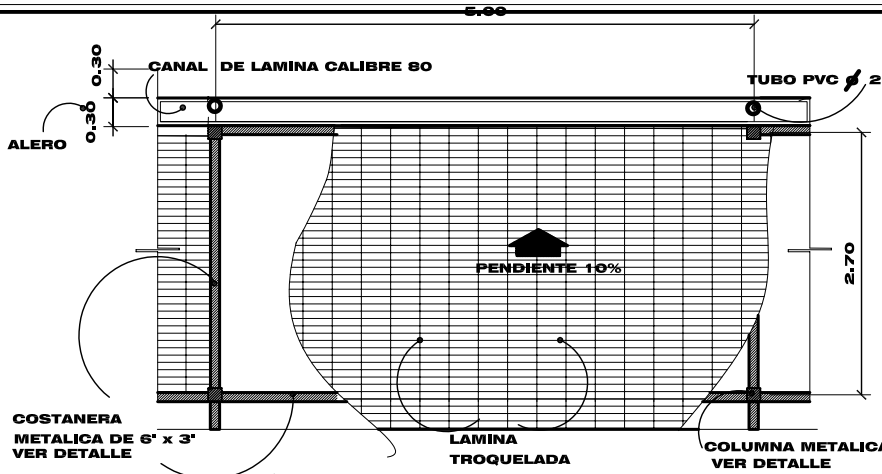 5.00
0.30
CANAL DE LAMINA CALIBRE 80
TUBO PVC Ø 2
0.30
ALERO
PENDIENTE 10%
2.70
COSTANERA
METALICA DE 6" x 3"
VER DETALLE
LAMINA
TROQUELADA
COLUMNA METALICA
VER DETALLE